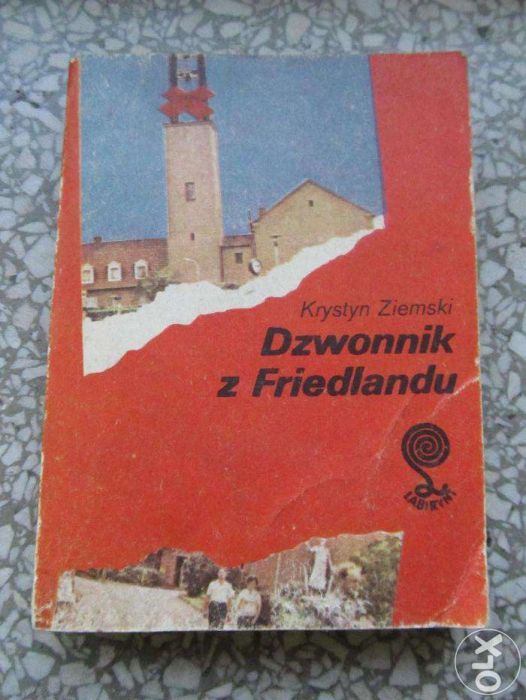 Krystyn Ziemski
Dzwonnik
z Friedlandu
LABIRYNT
OLX